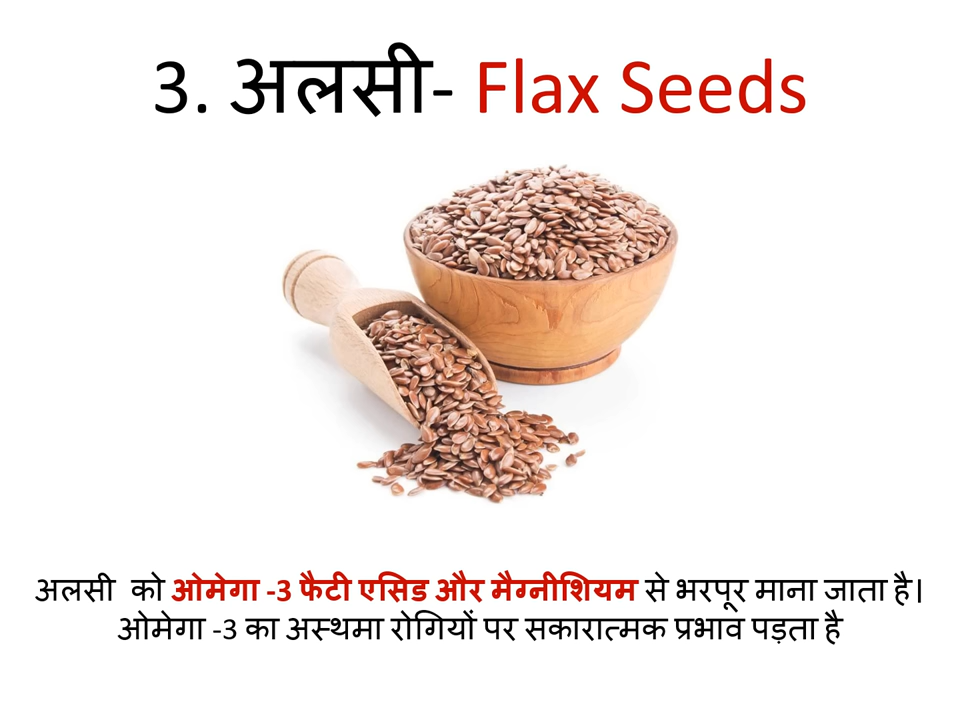 3. अलसी- Flax Seeds
अलसी को ओमेगा -3 फैटी एसिड और मैग्नीशियम से भरपूर माना जाता है।
ओमेगा -3 का अस्थमा रोगियों पर सकारात्मक प्रभाव पड़ता है